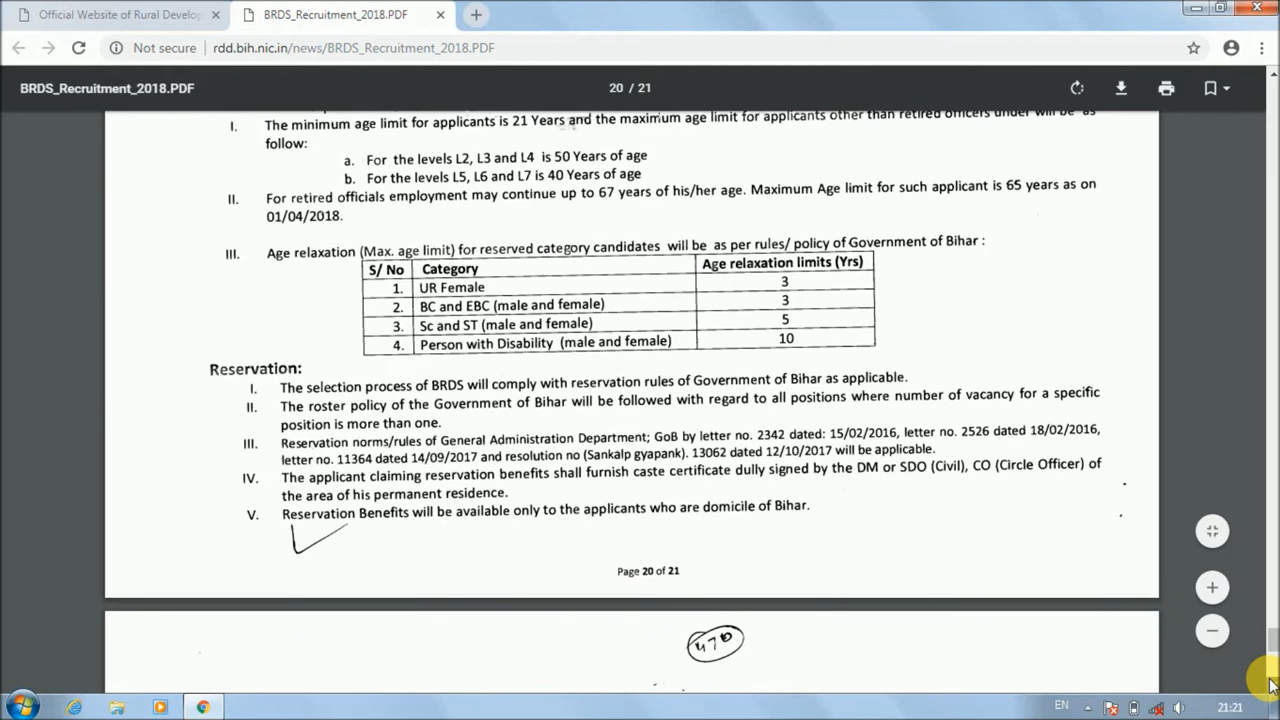 Official Website of Rural Develop
BRDS_Recruitment_2018.PDF
Not secure
rdd.bih.nic.in/news/BRDS_Recruitment_2018.PDF
BRDS_Recruitment_2018.PDF
20 / 21
I. The minimum age limit for applicants is 21 Years and the maximum age limit for applicants other than retired officers under will be as
follow:
a. For the levels L2, L3 and L4 is 50 Years of age
b. For the levels L5, L6 and L7 is 40 Years of age
II. For retired officials employment may continue up to 67 years of his/her age. Maximum Age limit for such applicant is 65 years as on
01/04/2018.
III. Age relaxation (Max. age limit) for reserved category candidates will be as per rules/ policy of Government of Bihar :
S/ No Category Age relaxation limits (Yrs)
1. UR Female 3
2. BC and EBC (male and female) 3
3. Sc and ST (male and female) 5
4. Person with Disability (male and female) 10
Reservation:
I. The selection process of BRDS will comply with reservation rules of Government of Bihar as applicable.
II. The roster policy of the Government of Bihar will be followed with regard to all positions where number of vacancy for a specific
position is more than one.
III. Reservation norms/rules of General Administration Department; GoB by letter no. 2342 dated: 15/02/2016, letter no. 2526 dated 18/02/2016,
letter no. 11364 dated 14/09/2017 and resolution no (Sankalp gyapank). 13062 dated 12/10/2017 will be applicable.
IV. The applicant claiming reservation benefits shall furnish caste certificate dully signed by the DM or SDO (Civil), CO (Circle Officer) of
the area of his permanent residence.
V. Reservation Benefits will be available only to the applicants who are domicile of Bihar.
Page 20 of 21
EN
21:21